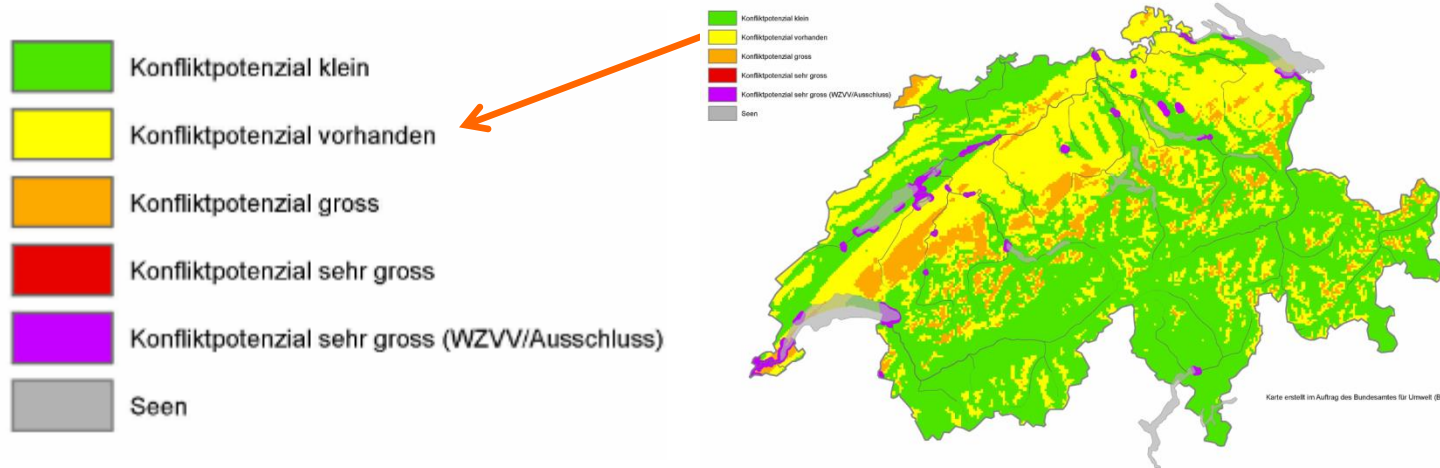 Konfliktpotenzial klein
Konfliktpotenzial vorhanden
Konfliktpotenzial gross
Konfliktpotenzial sehr gross
Konfliktpotenzial sehr gross (WZVV/Ausschluss)
Seen
Konfliktpotenzial klein
Konfliktpotenzial vorhanden
Konfliktpotenzial gross
Konfliktpotenzial sehr gross
Konfliktpotenzial sehr gross (WZVV/Ausschluss)
Seen
Karte erstellt im Auftrag des Bundesamtes für Umwelt (B